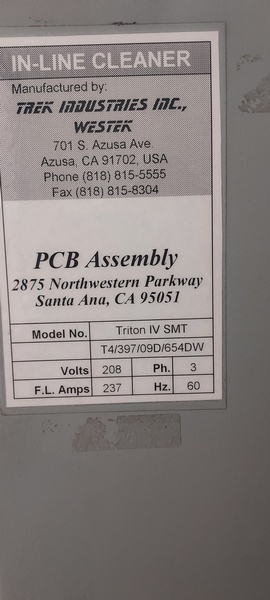 IN-LINE CLEANER
Manufactured by:
TREK INDUSTRIES INC.,
WESTEK
701 S. Azusa Ave.
Azusa, CA 91702, USA
Phone (818) 815-5555
Fax (818) 815-8304
PCB Assembly
2875 Northwestern Parkway
Santa Ana, CA 95051
Model No. Triton IV SMT
T4/397/09D/654DW
Volts 208 Ph. 3
F.L. Amps 237 Hz. 60